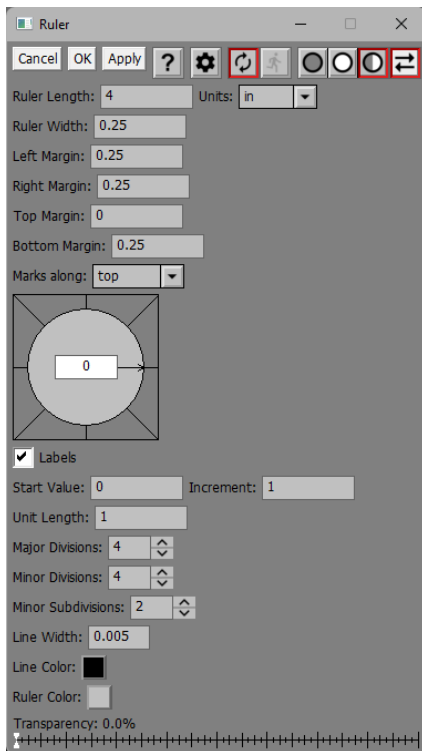 Ruler
Cancel OK Apply ?
Ruler Length: 4 Units: in
Ruler Width: 0.25
Left Margin: 0.25
Right Margin: 0.25
Top Margin: 0
Bottom Margin: 0.25
Marks along: top
0
Labels
Start Value: 0 Increment: 1
Unit Length: 1
Major Divisions: 4
Minor Divisions: 4
Minor Subdivisions: 2
Line Width: 0.005
Line Color:
Ruler Color:
Transparency: 0.0%